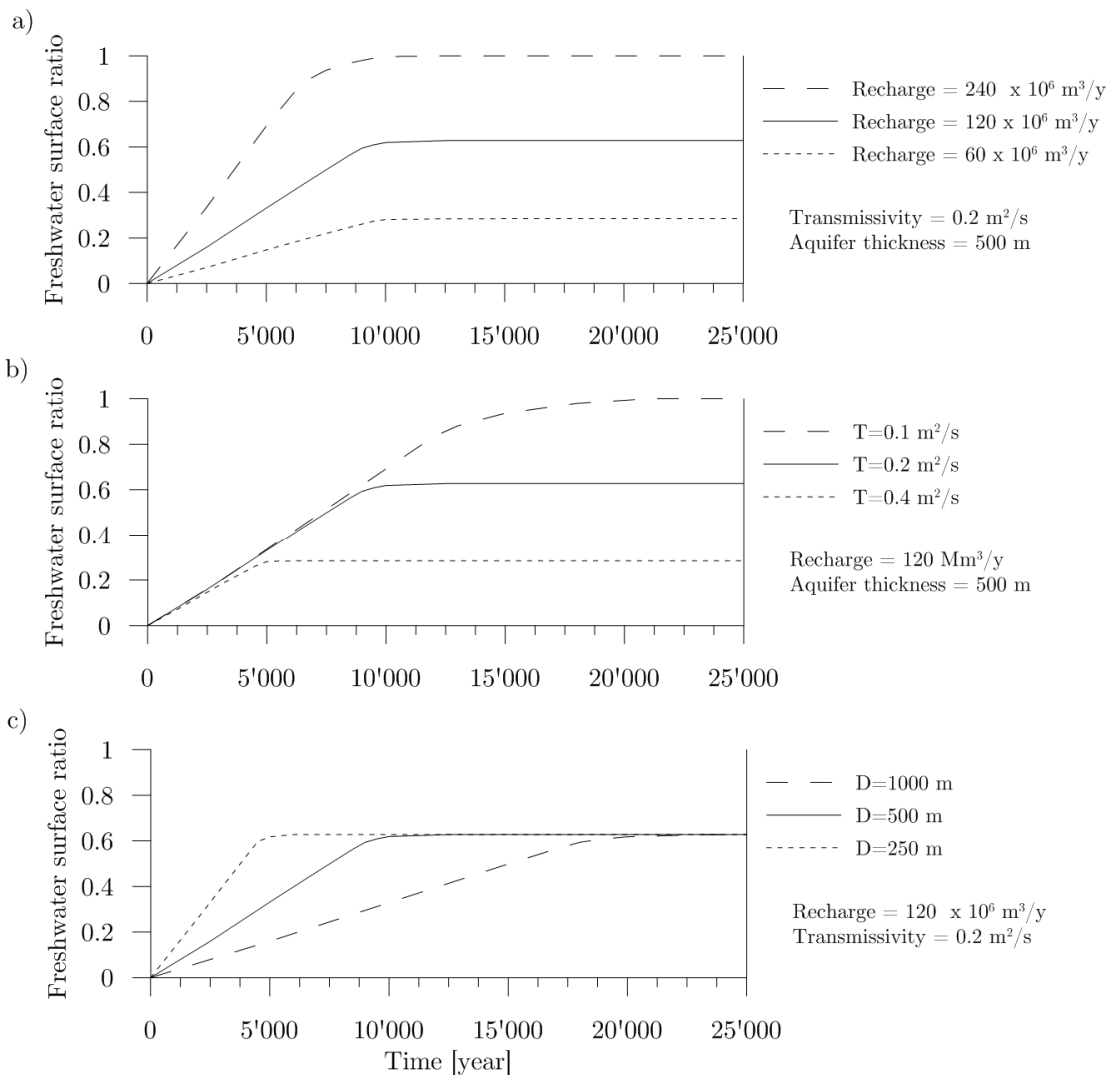 a)
Freshwater surface ratio
1
0.8
0.6
0.4
0.2
0
0 5'000 10'000 15'000 20'000 25'000
Recharge = 240 x 10⁶ m³/y
Recharge = 120 x 10⁶ m³/y
Recharge = 60 x 10⁶ m³/y
Transmissivity = 0.2 m²/s
Aquifer thickness = 500 m
b)
Freshwater surface ratio
1
0.8
0.6
0.4
0.2
0
0 5'000 10'000 15'000 20'000 25'000
T=0.1 m²/s
T=0.2 m²/s
T=0.4 m²/s
Recharge = 120 Mm³/y
Aquifer thickness = 500 m
c)
Freshwater surface ratio
1
0.8
0.6
0.4
0.2
0
0 5'000 10'000 15'000 20'000 25'000
Time [year]
D=1000 m
D=500 m
D=250 m
Recharge = 120 x 10⁶ m³/y
Transmissivity = 0.2 m²/s